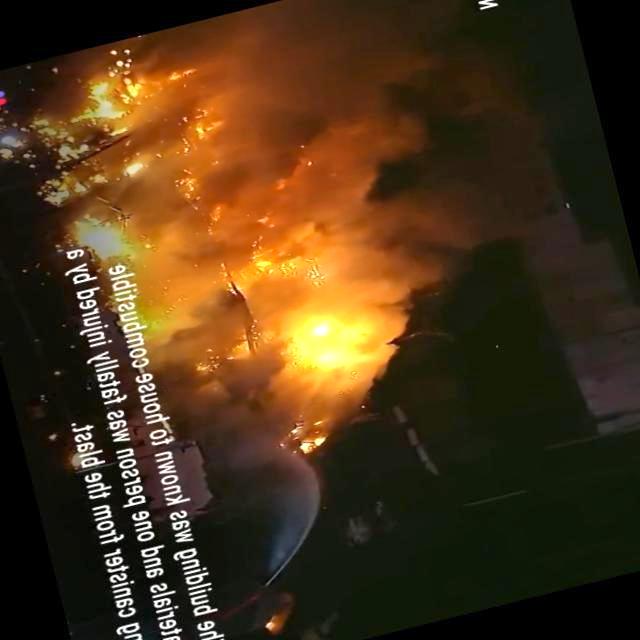 N
he building was known to house combustible
aterials and one person was fatally injured by a
ng canister from the blast.